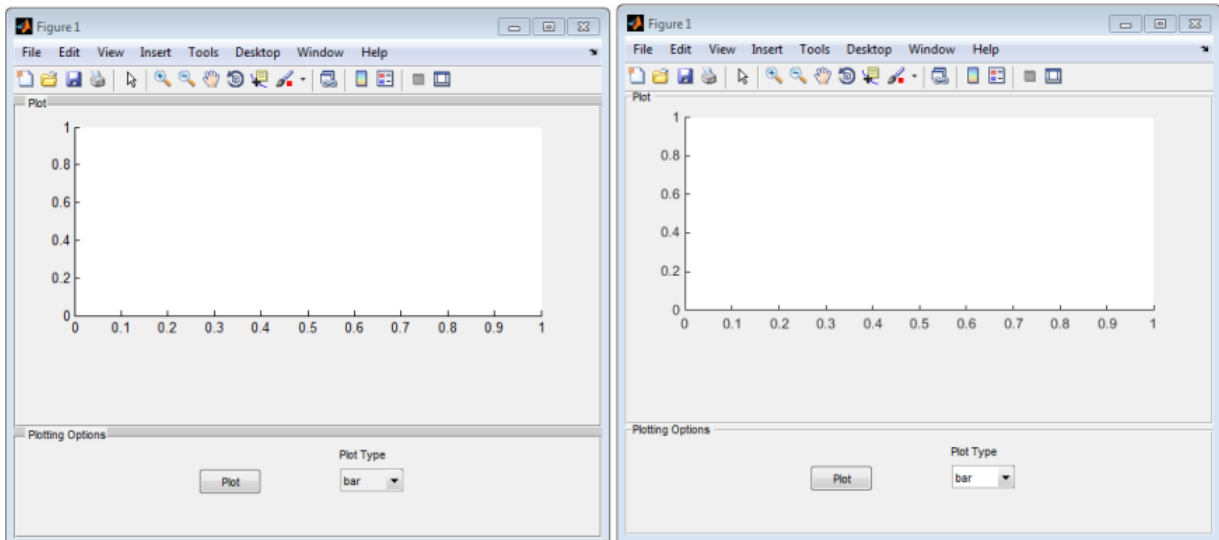 Figure 1
File Edit View Insert Tools Desktop Window Help
Plot
1
0.8
0.6
0.4
0.2
0
0 0.1 0.2 0.3 0.4 0.5 0.6 0.7 0.8 0.9 1
Plotting Options
Plot Type
Plot bar
Figure 1
File Edit View Insert Tools Desktop Window Help
Plot
1
0.8
0.6
0.4
0.2
0
0 0.1 0.2 0.3 0.4 0.5 0.6 0.7 0.8 0.9 1
Plotting Options
Plot Type
Plot bar